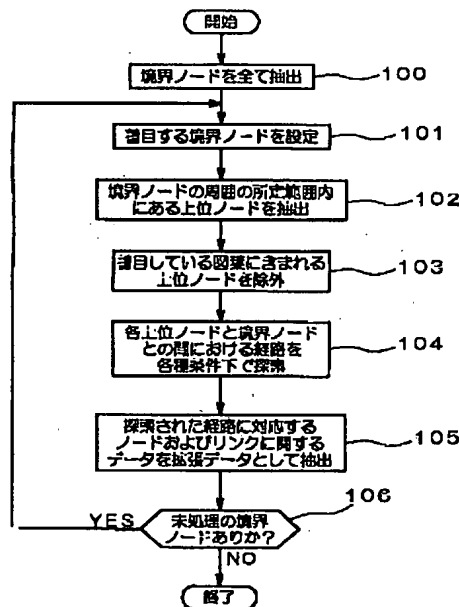 開始
境界ノードを全て抽出
100
着目する境界ノードを設定
101
境界ノードの周囲の所定範囲内
にある上位ノードを抽出
102
着目している図葉に含まれる
上位ノードを除外
103
各上位ノードと境界ノード
との間における経路を
各種条件下で探索
104
探索された経路に対応する
ノードおよびリンクに関する
データを拡張データとして抽出
105
106
未処理の境界
ノードありか?
YES
NO
終了